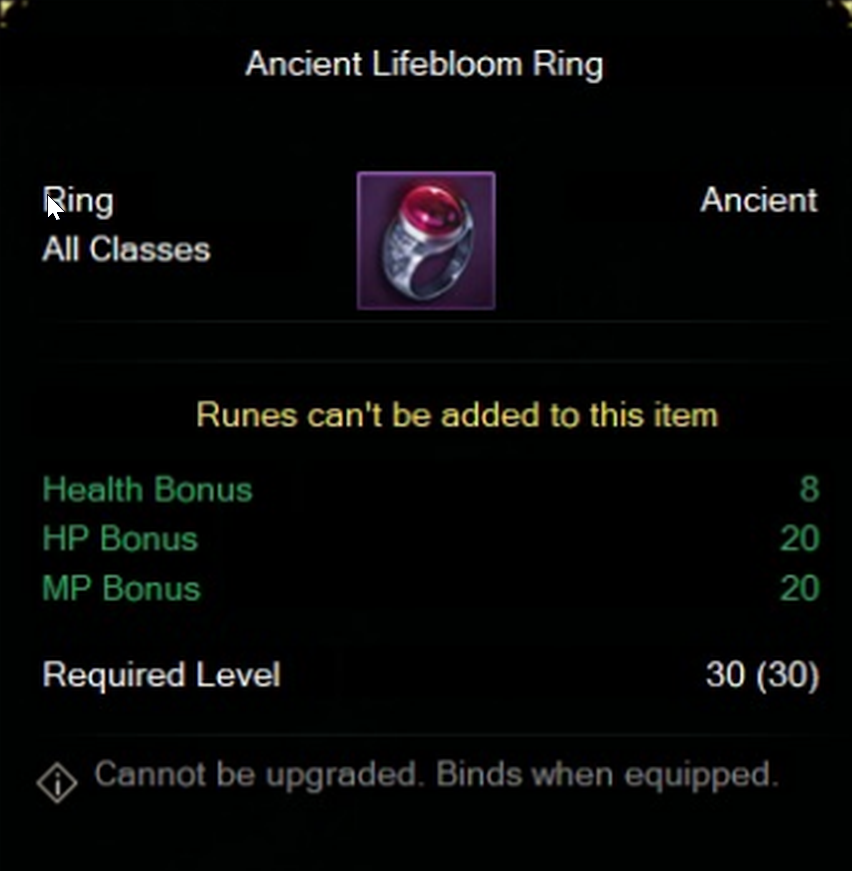 Ancient Lifebloom Ring
Ring
Ancient
All Classes
Runes can't be added to this item
Health Bonus 8
HP Bonus 20
MP Bonus 20
Required Level 30 (30)
Cannot be upgraded. Binds when equipped.